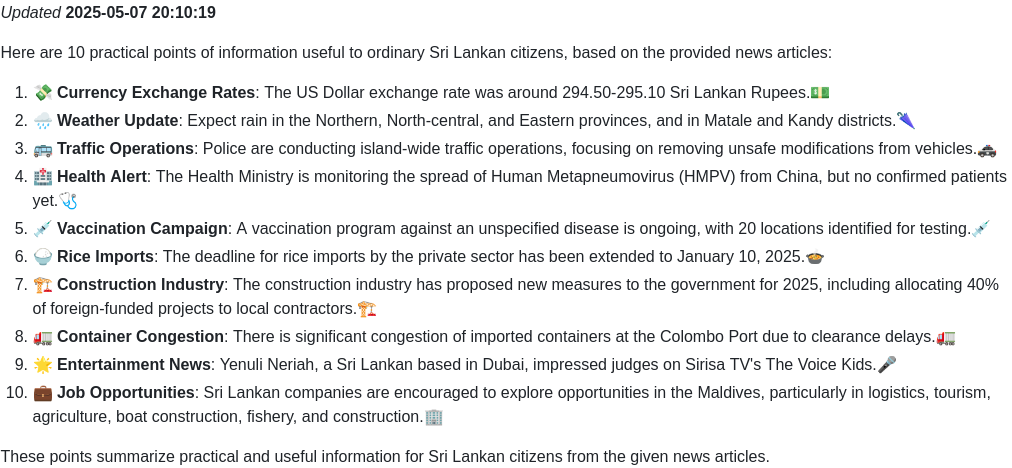 Updated 2025-05-07 20:10:19
Here are 10 practical points of information useful to ordinary Sri Lankan citizens, based on the provided news articles:
1. 💸 Currency Exchange Rates: The US Dollar exchange rate was around 294.50-295.10 Sri Lankan Rupees.💵
2. 🌧️ Weather Update: Expect rain in the Northern, North-central, and Eastern provinces, and in Matale and Kandy districts.🌂
3. 🚌 Traffic Operations: Police are conducting island-wide traffic operations, focusing on removing unsafe modifications from vehicles.🚓
4. 🏥 Health Alert: The Health Ministry is monitoring the spread of Human Metapneumovirus (HMPV) from China, but no confirmed patients
yet.🩺
5. 💉 Vaccination Campaign: A vaccination program against an unspecified disease is ongoing, with 20 locations identified for testing.💉
6. 🍚 Rice Imports: The deadline for rice imports by the private sector has been extended to January 10, 2025.🍲
7. 🏗️ Construction Industry: The construction industry has proposed new measures to the government for 2025, including allocating 40%
of foreign-funded projects to local contractors.🏗️
8. 🚛 Container Congestion: There is significant congestion of imported containers at the Colombo Port due to clearance delays.🚛
9. 🌟 Entertainment News: Yenuli Neriah, a Sri Lankan based in Dubai, impressed judges on Sirisa TV's The Voice Kids.🎤
10. 💼 Job Opportunities: Sri Lankan companies are encouraged to explore opportunities in the Maldives, particularly in logistics, tourism,
agriculture, boat construction, fishery, and construction.🏢
These points summarize practical and useful information for Sri Lankan citizens from the given news articles.